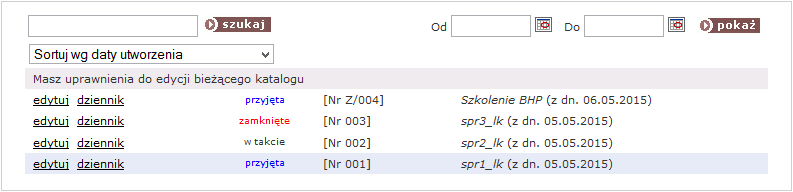 szukaj Od Do pokaż
Sortuj wg daty utworzenia
Masz uprawnienia do edycji bieżącego katalogu
edytuj dziennik przyjęta [Nr Z/004] Szkolenie BHP (z dn. 06.05.2015)
edytuj dziennik zamknięte [Nr 003] spr3_lk (z dn. 05.05.2015)
edytuj dziennik w takcie [Nr 002] spr2_lk (z dn. 05.05.2015)
edytuj dziennik przyjęta [Nr 001] spr1_lk (z dn. 05.05.2015)